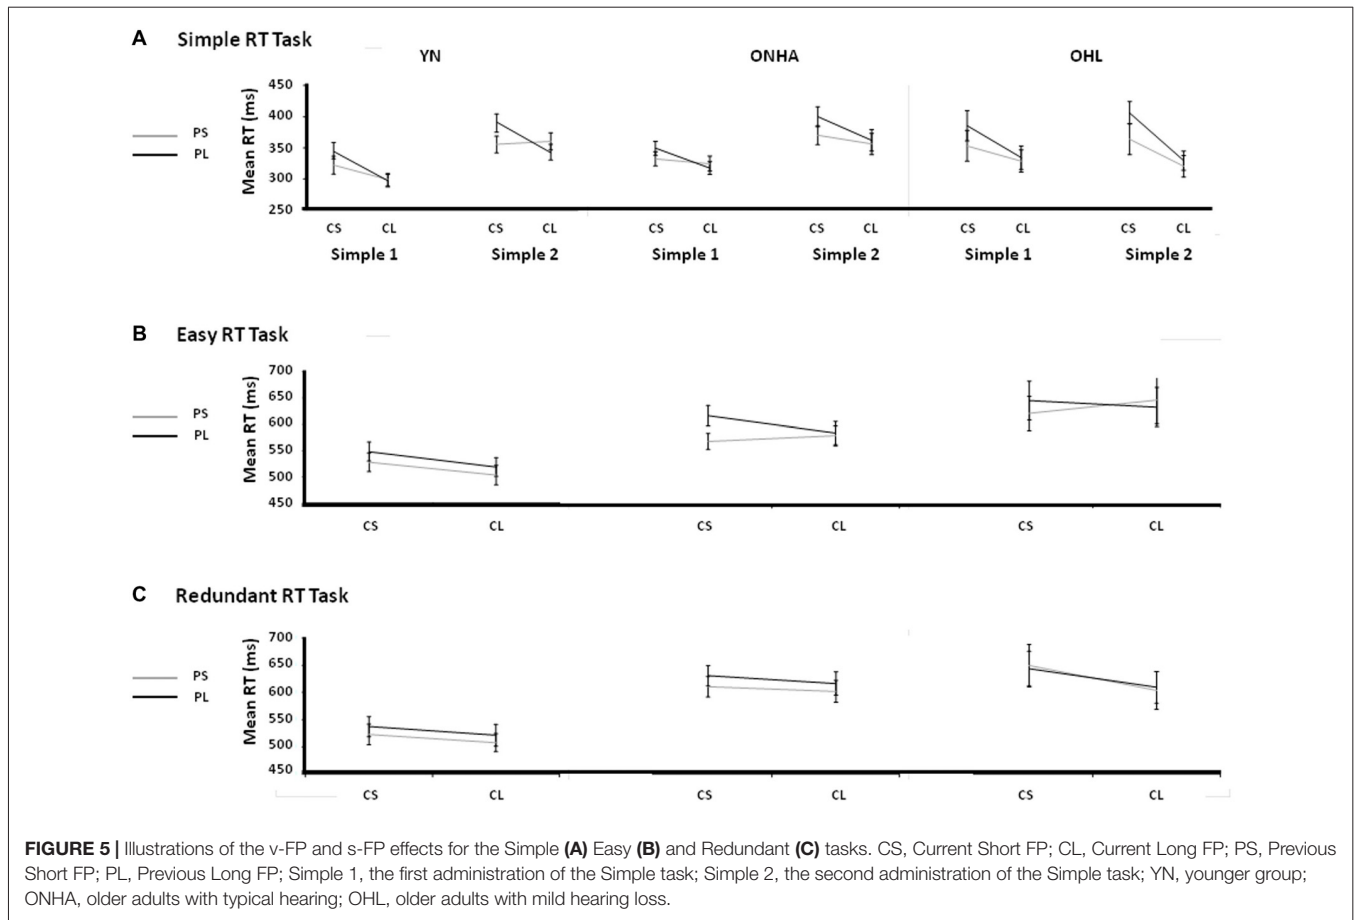 A Simple RT Task
YN ONHA OHL
Mean RT (ms)
450
400
350
300
250
PS
PL
CS CL CS CL CS CL CS CL CS CL CS CL
Simple 1 Simple 2 Simple 1 Simple 2 Simple 1 Simple 2
B Easy RT Task
Mean RT (ms)
700
650
600
550
500
450
PS
PL
CS CL CS CL CS CL
C Redundant RT Task
Mean RT (ms)
700
650
600
550
500
450
PS
PL
CS CL CS CL CS CL
FIGURE 5 | Illustrations of the v-FP and s-FP effects for the Simple (A) Easy (B) and Redundant (C) tasks. CS, Current Short FP; CL, Current Long FP; PS, Previous
Short FP; PL, Previous Long FP; Simple 1, the first administration of the Simple task; Simple 2, the second administration of the Simple task; YN, younger group;
ONHA, older adults with typical hearing; OHL, older adults with mild hearing loss.